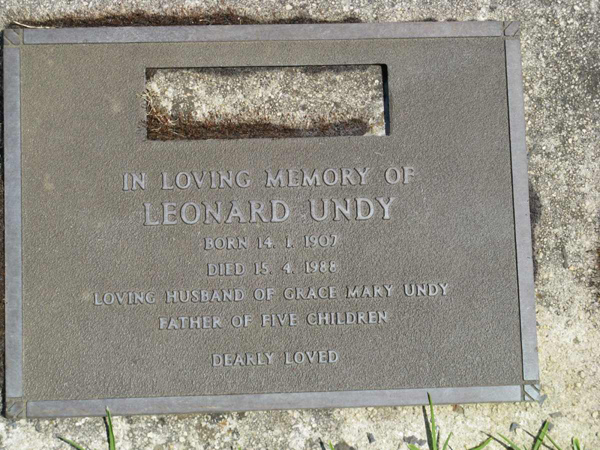 IN LOVING MEMORY OF
LEONARD UNDY
BORN 14. 1. 1907
DIED 15. 4. 1988
LOVING HUSBAND OF GRACE MARY UNDY
FATHER OF FIVE CHILDREN
DEARLY LOVED